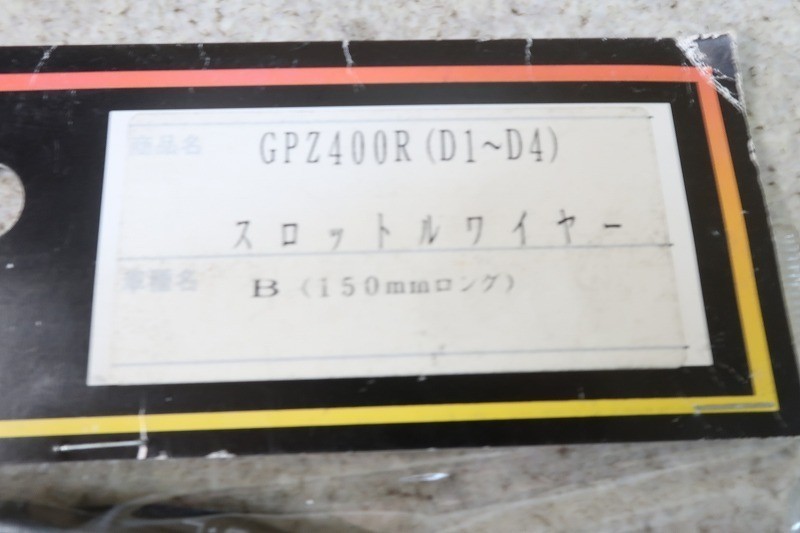 商品名 GPZ400R(D1~D4)
スロットルワイヤー
車種名 B (150mmロング)